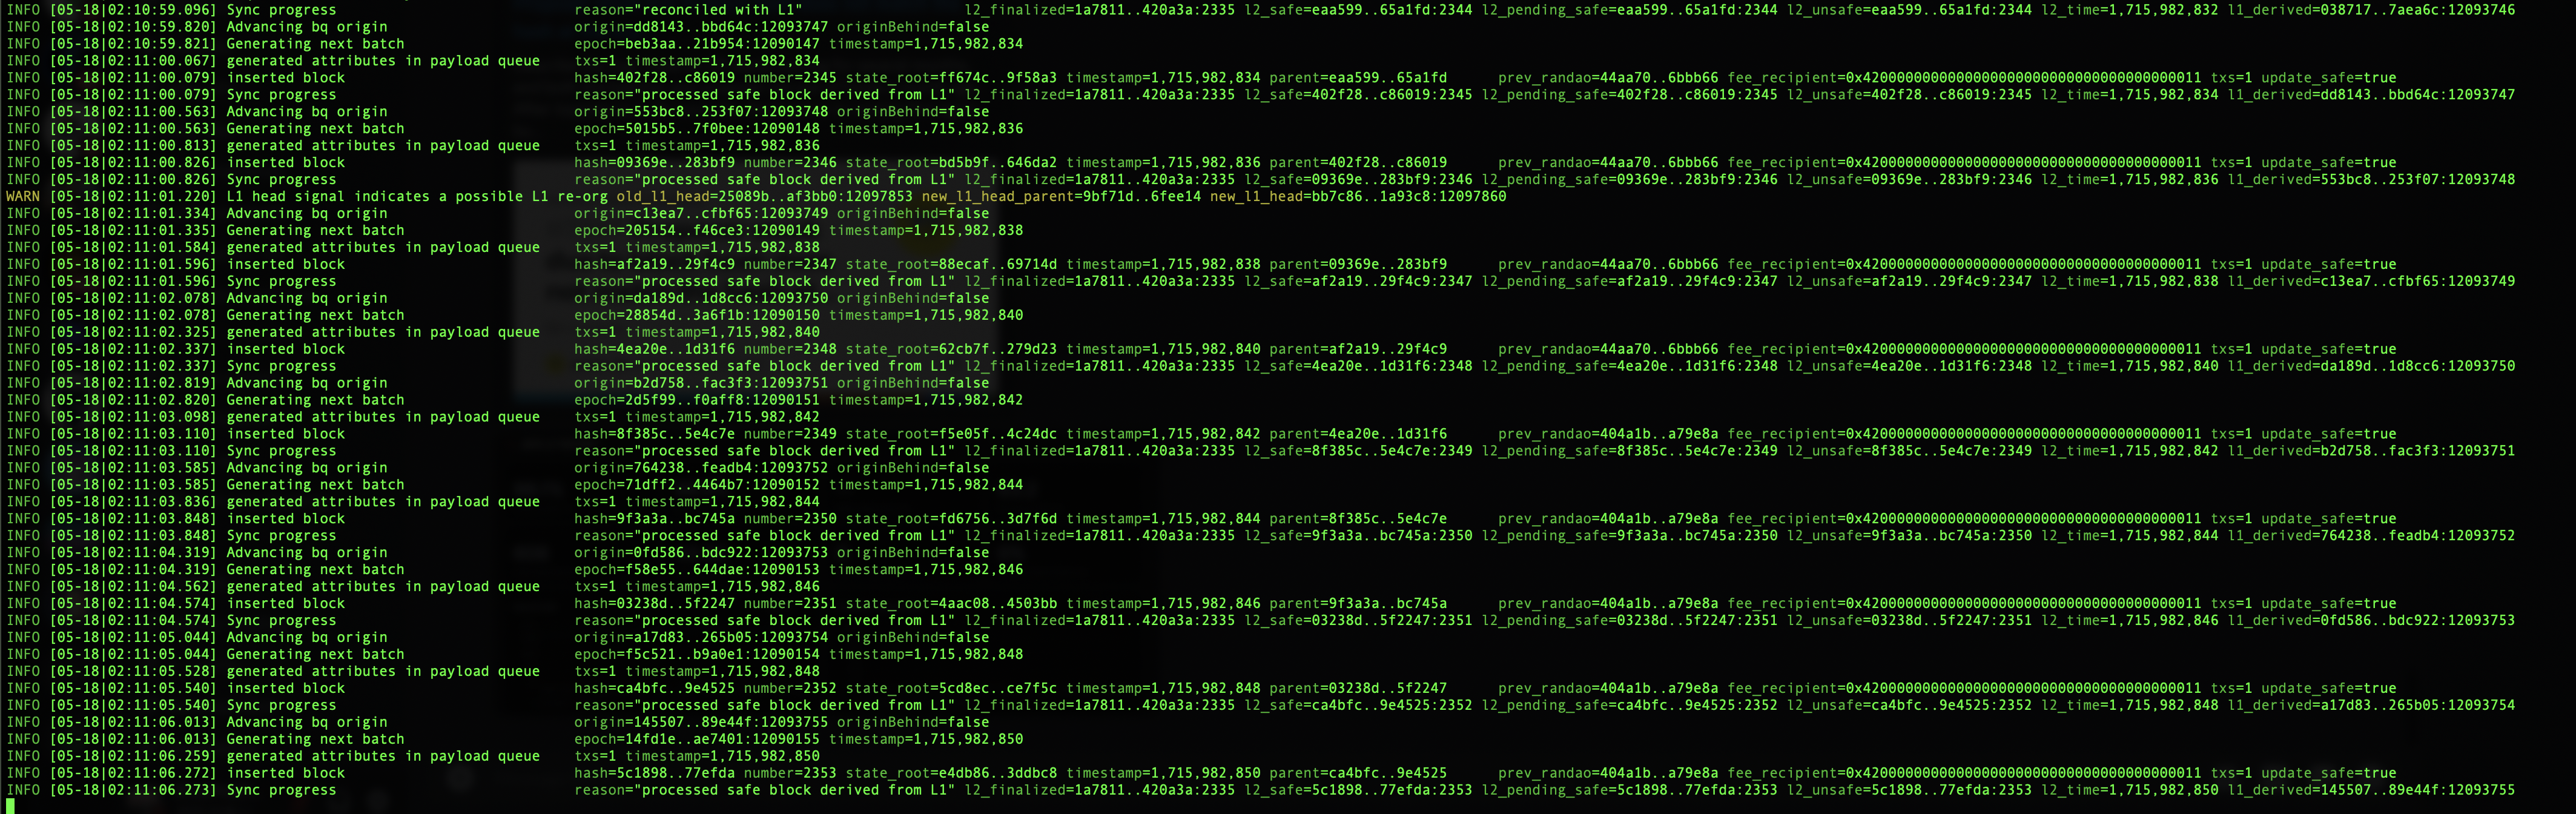 INFO [05-18|02:10:59.096] Sync progress reason="reconciled with L1" l2_finalized=1a7811..420a3a:2335 l2_safe=eaa599..65a1fd:2344 l2_pending_safe=eaa599..65a1fd:2344 l2_unsafe=eaa599..65a1fd:2344 l2_time=1,715,982,832 l1_derived=038717..7aea6c:12093746
INFO [05-18|02:10:59.820] Advancing bq origin origin=dd8143..bbd64c:12093747 originBehind=false
INFO [05-18|02:10:59.821] Generating next batch epoch=beb3aa..21b954:12090147 timestamp=1,715,982,834
INFO [05-18|02:11:00.067] generated attributes in payload queue txs=1 timestamp=1,715,982,834
INFO [05-18|02:11:00.079] inserted block hash=402f28..c86019 number=2345 state_root=ff674c..9f58a3 timestamp=1,715,982,834 parent=eaa599..65a1fd prev_randao=44aa70..6bbb66 fee_recipient=0x4200000000000000000000000000000000000011 txs=1 update_safe=true
INFO [05-18|02:11:00.079] Sync progress reason="processed safe block derived from L1" l2_finalized=1a7811..420a3a:2335 l2_safe=402f28..c86019:2345 l2_pending_safe=402f28..c86019:2345 l2_unsafe=402f28..c86019:2345 l2_time=1,715,982,834 l1_derived=dd8143..bbd64c:12093747
INFO [05-18|02:11:00.563] Advancing bq origin origin=553bc8..253f07:12093748 originBehind=false
INFO [05-18|02:11:00.563] Generating next batch epoch=5015b5..7f0bee:12090148 timestamp=1,715,982,836
INFO [05-18|02:11:00.813] generated attributes in payload queue txs=1 timestamp=1,715,982,836
INFO [05-18|02:11:00.826] inserted block hash=09369e..283bf9 number=2346 state_root=bd5b9f..646da2 timestamp=1,715,982,836 parent=402f28..c86019 prev_randao=44aa70..6bbb66 fee_recipient=0x4200000000000000000000000000000000000011 txs=1 update_safe=true
INFO [05-18|02:11:00.826] Sync progress reason="processed safe block derived from L1" l2_finalized=1a7811..420a3a:2335 l2_safe=09369e..283bf9:2346 l2_pending_safe=09369e..283bf9:2346 l2_unsafe=09369e..283bf9:2346 l2_time=1,715,982,836 l1_derived=553bc8..253f07:12093748
WARN [05-18|02:11:01.220] L1 head signal indicates a possible L1 re-org old_l1_head=25089b..af3bb0:12097853 new_l1_head_parent=9bf71d..6fee14 new_l1_head=bb7c86..1a93c8:12097860
INFO [05-18|02:11:01.334] Advancing bq origin origin=c13ea7..cfbf65:12093749 originBehind=false
INFO [05-18|02:11:01.335] Generating next batch epoch=205154..f46ce3:12090149 timestamp=1,715,982,838
INFO [05-18|02:11:01.584] generated attributes in payload queue txs=1 timestamp=1,715,982,838
INFO [05-18|02:11:01.596] inserted block hash=af2a19..29f4c9 number=2347 state_root=88ecaf..69714d timestamp=1,715,982,838 parent=09369e..283bf9 prev_randao=44aa70..6bbb66 fee_recipient=0x4200000000000000000000000000000000000011 txs=1 update_safe=true
INFO [05-18|02:11:01.596] Sync progress reason="processed safe block derived from L1" l2_finalized=1a7811..420a3a:2335 l2_safe=af2a19..29f4c9:2347 l2_pending_safe=af2a19..29f4c9:2347 l2_unsafe=af2a19..29f4c9:2347 l2_time=1,715,982,838 l1_derived=c13ea7..cfbf65:12093749
INFO [05-18|02:11:02.078] Advancing bq origin origin=da189d..1d8cc6:12093750 originBehind=false
INFO [05-18|02:11:02.078] Generating next batch epoch=28854d..3a6f1b:12090150 timestamp=1,715,982,840
INFO [05-18|02:11:02.325] generated attributes in payload queue txs=1 timestamp=1,715,982,840
INFO [05-18|02:11:02.337] inserted block hash=4ea20e..1d31f6 number=2348 state_root=62cb7f..279d23 timestamp=1,715,982,840 parent=af2a19..29f4c9 prev_randao=44aa70..6bbb66 fee_recipient=0x4200000000000000000000000000000000000011 txs=1 update_safe=true
INFO [05-18|02:11:02.337] Sync progress reason="processed safe block derived from L1" l2_finalized=1a7811..420a3a:2335 l2_safe=4ea20e..1d31f6:2348 l2_pending_safe=4ea20e..1d31f6:2348 l2_unsafe=4ea20e..1d31f6:2348 l2_time=1,715,982,840 l1_derived=da189d..1d8cc6:12093750
INFO [05-18|02:11:02.819] Advancing bq origin origin=b2d758..fac3f3:12093751 originBehind=false
INFO [05-18|02:11:02.820] Generating next batch epoch=2d5f99..f0aff8:12090151 timestamp=1,715,982,842
INFO [05-18|02:11:03.098] generated attributes in payload queue txs=1 timestamp=1,715,982,842
INFO [05-18|02:11:03.110] inserted block hash=8f385c..5e4c7e number=2349 state_root=f5e05f..4c24dc timestamp=1,715,982,842 parent=4ea20e..1d31f6 prev_randao=404a1b..a79e8a fee_recipient=0x4200000000000000000000000000000000000011 txs=1 update_safe=true
INFO [05-18|02:11:03.110] Sync progress reason="processed safe block derived from L1" l2_finalized=1a7811..420a3a:2335 l2_safe=8f385c..5e4c7e:2349 l2_pending_safe=8f385c..5e4c7e:2349 l2_unsafe=8f385c..5e4c7e:2349 l2_time=1,715,982,842 l1_derived=b2d758..fac3f3:12093751
INFO [05-18|02:11:03.585] Advancing bq origin origin=764238..feadb4:12093752 originBehind=false
INFO [05-18|02:11:03.585] Generating next batch epoch=71dff2..4464b7:12090152 timestamp=1,715,982,844
INFO [05-18|02:11:03.836] generated attributes in payload queue txs=1 timestamp=1,715,982,844
INFO [05-18|02:11:03.848] inserted block hash=9f3a3a..bc745a number=2350 state_root=fd6756..3d7f6d timestamp=1,715,982,844 parent=8f385c..5e4c7e prev_randao=404a1b..a79e8a fee_recipient=0x4200000000000000000000000000000000000011 txs=1 update_safe=true
INFO [05-18|02:11:03.848] Sync progress reason="processed safe block derived from L1" l2_finalized=1a7811..420a3a:2335 l2_safe=9f3a3a..bc745a:2350 l2_pending_safe=9f3a3a..bc745a:2350 l2_unsafe=9f3a3a..bc745a:2350 l2_time=1,715,982,844 l1_derived=764238..feadb4:12093752
INFO [05-18|02:11:04.319] Advancing bq origin origin=0fd586..bdc922:12093753 originBehind=false
INFO [05-18|02:11:04.319] Generating next batch epoch=f58e55..644dae:12090153 timestamp=1,715,982,846
INFO [05-18|02:11:04.562] generated attributes in payload queue txs=1 timestamp=1,715,982,846
INFO [05-18|02:11:04.574] inserted block hash=03238d..5f2247 number=2351 state_root=4aac08..4503bb timestamp=1,715,982,846 parent=9f3a3a..bc745a prev_randao=404a1b..a79e8a fee_recipient=0x4200000000000000000000000000000000000011 txs=1 update_safe=true
INFO [05-18|02:11:04.574] Sync progress reason="processed safe block derived from L1" l2_finalized=1a7811..420a3a:2335 l2_safe=03238d..5f2247:2351 l2_pending_safe=03238d..5f2247:2351 l2_unsafe=03238d..5f2247:2351 l2_time=1,715,982,846 l1_derived=0fd586..bdc922:12093753
INFO [05-18|02:11:05.044] Advancing bq origin origin=a17d83..265b05:12093754 originBehind=false
INFO [05-18|02:11:05.044] Generating next batch epoch=f5c521..b9a0e1:12090154 timestamp=1,715,982,848
INFO [05-18|02:11:05.528] generated attributes in payload queue txs=1 timestamp=1,715,982,848
INFO [05-18|02:11:05.540] inserted block hash=ca4bfc..9e4525 number=2352 state_root=5cd8ec..ce7f5c timestamp=1,715,982,848 parent=03238d..5f2247 prev_randao=404a1b..a79e8a fee_recipient=0x4200000000000000000000000000000000000011 txs=1 update_safe=true
INFO [05-18|02:11:05.540] Sync progress reason="processed safe block derived from L1" l2_finalized=1a7811..420a3a:2335 l2_safe=ca4bfc..9e4525:2352 l2_pending_safe=ca4bfc..9e4525:2352 l2_unsafe=ca4bfc..9e4525:2352 l2_time=1,715,982,848 l1_derived=a17d83..265b05:12093754
INFO [05-18|02:11:06.013] Advancing bq origin origin=145507..89e44f:12093755 originBehind=false
INFO [05-18|02:11:06.013] Generating next batch epoch=14fd1e..ae7401:12090155 timestamp=1,715,982,850
INFO [05-18|02:11:06.259] generated attributes in payload queue txs=1 timestamp=1,715,982,850
INFO [05-18|02:11:06.272] inserted block hash=5c1898..77efda number=2353 state_root=e4db86..3ddbc8 timestamp=1,715,982,850 parent=ca4bfc..9e4525 prev_randao=404a1b..a79e8a fee_recipient=0x4200000000000000000000000000000000000011 txs=1 update_safe=true
INFO [05-18|02:11:06.273] Sync progress reason="processed safe block derived from L1" l2_finalized=1a7811..420a3a:2335 l2_safe=5c1898..77efda:2353 l2_pending_safe=5c1898..77efda:2353 l2_unsafe=5c1898..77efda:2353 l2_time=1,715,982,850 l1_derived=145507..89e44f:12093755